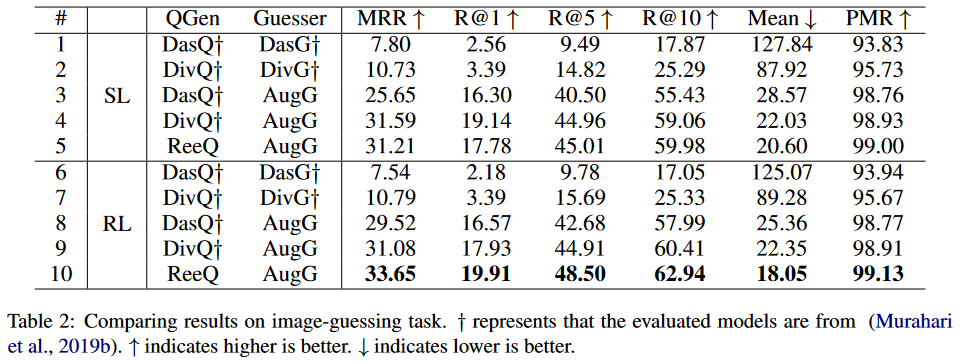 # QGen Guesser MRR ↑ R@1 ↑ R@5 ↑ R@10 ↑ Mean ↓ PMR ↑
1 DasQ† DasG† 7.80 2.56 9.49 17.87 127.84 93.83
2 DivQ† DivG† 10.73 3.39 14.82 25.29 87.92 95.73
3 SL DasQ† AugG 25.65 16.30 40.50 55.43 28.57 98.76
4 DivQ† AugG 31.59 19.14 44.96 59.06 22.03 98.93
5 ReeQ AugG 31.21 17.78 45.01 59.98 20.60 99.00
6 DasQ† DasG† 7.54 2.18 9.78 17.05 125.07 93.94
7 DivQ† DivG† 10.79 3.39 15.69 25.33 89.28 95.67
8 RL DasQ† AugG 29.52 16.57 42.68 57.99 25.36 98.77
9 DivQ† AugG 31.08 17.93 44.91 60.41 22.35 98.91
10 ReeQ AugG 33.65 19.91 48.50 62.94 18.05 99.13
Table 2: Comparing results on image-guessing task. † represents that the evaluated models are from (Murahari
et al., 2019b). ↑ indicates higher is better. ↓ indicates lower is better.